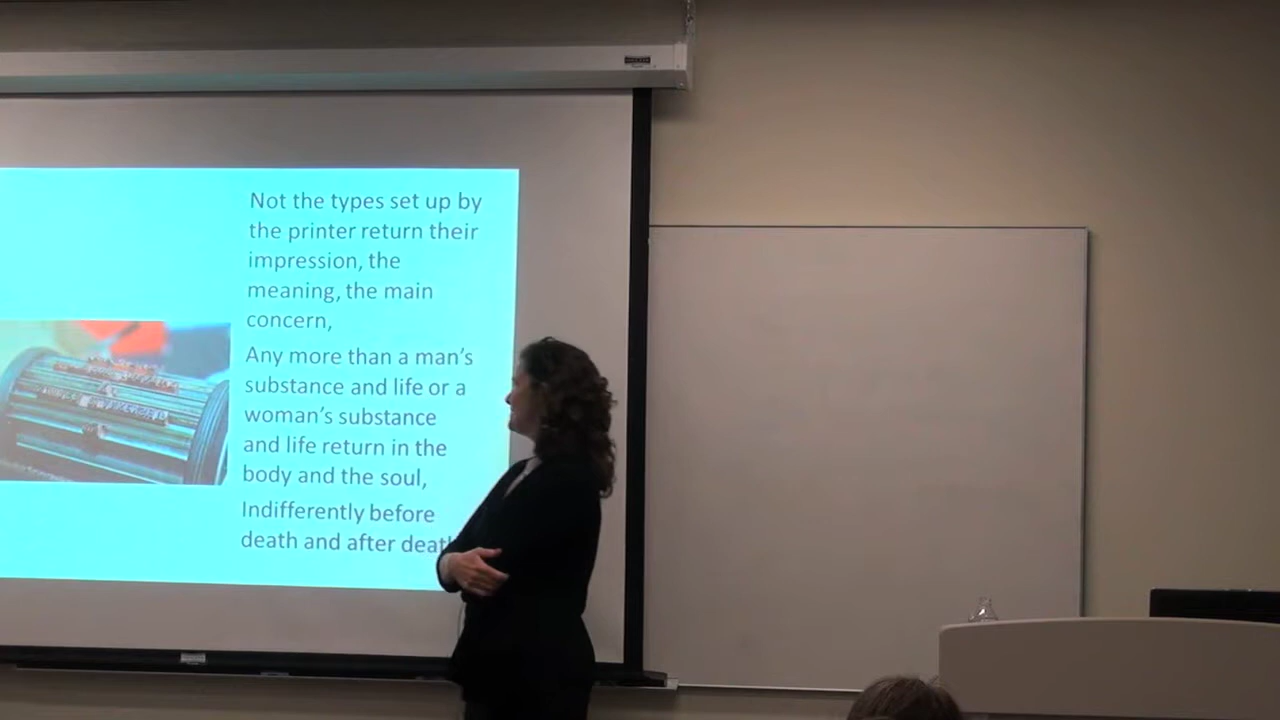 Not the types set up by
the printer return their
impression, the
meaning, the main
concern,
Any more than a man's
substance and life or a
woman's substance
and life return in the
body and the soul,
Indifferently before
death and after death